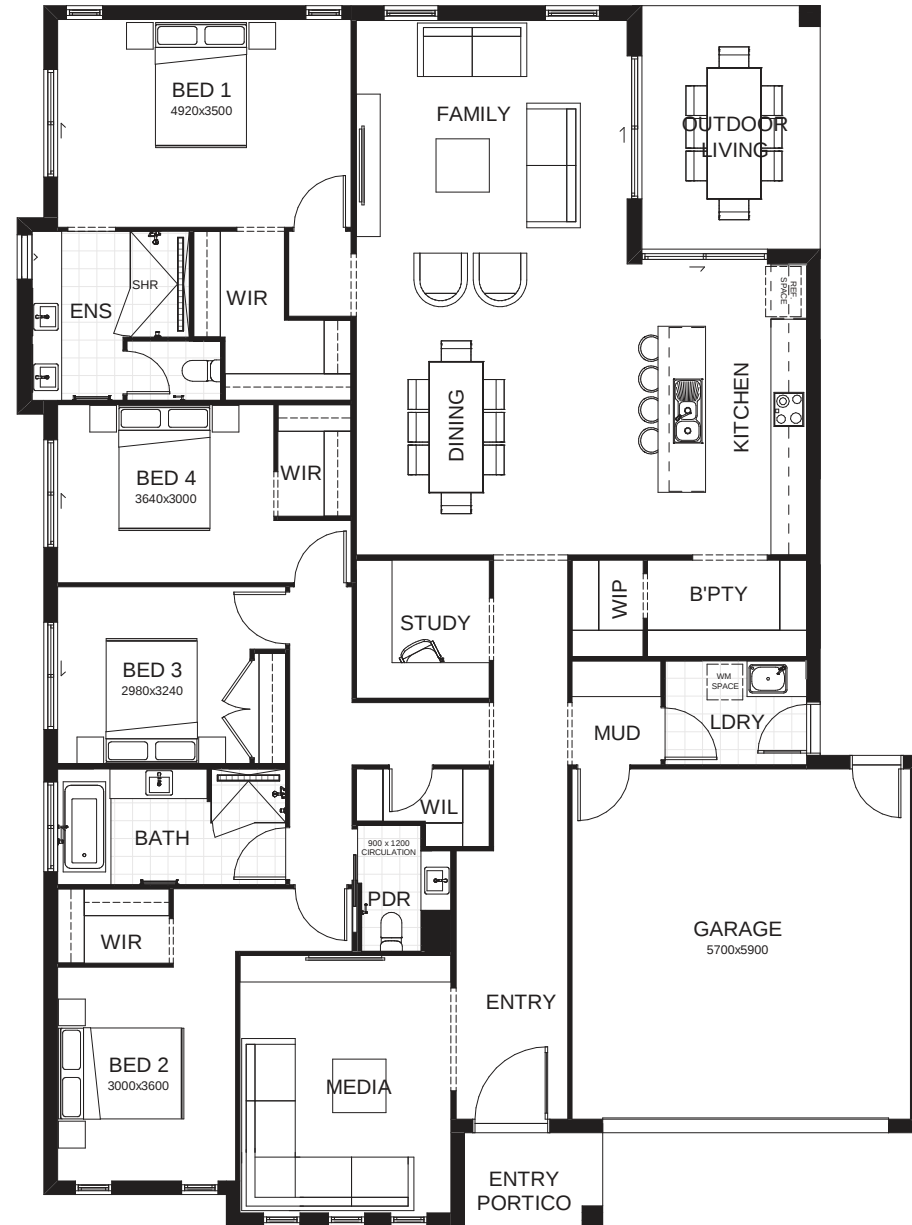 BED 1
4920x3500
FAMILY
OUTDOOR
LIVING
SHR
ENS
WIR
REF.
SPACE
KITCHEN
DINING
BED 4
3640x3000
WIR
STUDY
WIP
B'PTY
BED 3
2980x3240
WM
SPACE
MUD
LDRY
WIL
BATH
900 x 1200
CIRCULATION
PDR
WIR
GARAGE
5700x5900
ENTRY
BED 2
3000x3600
MEDIA
ENTRY
PORTICO